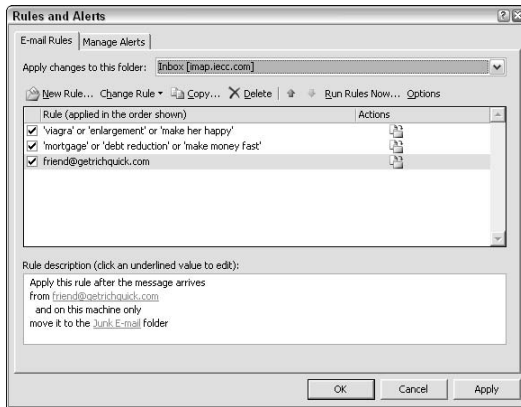 Rules and Alerts
E-mail Rules Manage Alerts
Apply changes to this folder: Inbox [imap.iecc.com]
New Rule... Change Rule Copy... Delete Run Rules Now... Options
Rule (applied in the order shown) Actions
'viagra' or 'enlargement' or 'make her happy'
'mortgage' or 'debt reduction' or 'make money fast'
friend@getrichquick.com
Rule description (click an underlined value to edit):
Apply this rule after the message arrives
from friend@getrichquick.com
and on this machine only
move it to the Junk E-mail folder
OK Cancel Apply